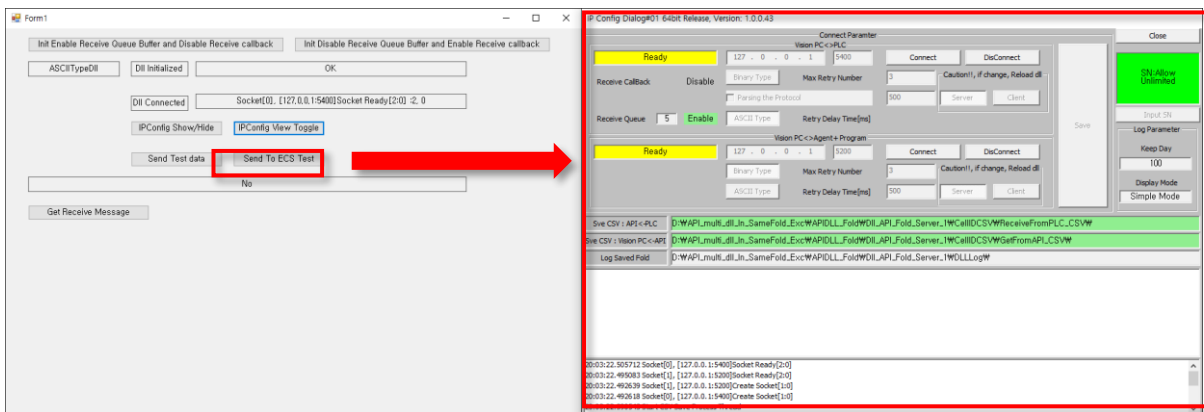 Form1
Init Enable Receive Queue Buffer and Disable Receive callback
Init Disable Receive Queue Buffer and Enable Receive callback
ASCIITypeDll
Dll Initialized
OK
Dll Connected
Socket[0], [127,0,0,1:5400]Socket Ready[2:0] :2, 0
IPConfig Show/Hide
IPConfig View Toggle
Send Test data
Send To ECS Test
No
Get Receive Message
IP Config Dialog#01 64bit Release, Version: 1.0.0.43
Connect Paramter
Vision PC<>PLC
Ready
127 . 0 . 0 . 1
5400
Connect
DisConnect
Receive CallBack
Disable
Binary Type
Max Retry Number
3
Caution!!, if change, Reload dll
Parsing the Protocol
500
Server
Client
Receive Queue
5
Enable
ASCII Type
Retry Delay Time[ms]
Vision PC<>Agent+Program
Ready
127 . 0 . 0 . 1
5200
Connect
DisConnect
Binary Type
Max Retry Number
3
Caution!!, if change, Reload dll
ASCII Type
Retry Delay Time[ms]
500
Server
Client
Save
Close
SN:Allow
Unlimited
Input SN
Log Parameter
Keep Day
100
Display Mode
Simple Mode
Sve CSV : API<-PLC
D:₩API_multi_dll_In_SameFold_Exc₩APIDLL_Fold₩Dll_API_Fold_Server_1₩CellIDCSV₩ReceiveFromPLC_CSV₩
Sve CSV : Vision PC<-API
D:₩API_multi_dll_In_SameFold_Exc₩APIDLL_Fold₩Dll_API_Fold_Server_1₩CellIDCSV₩GetFromAPI_CSV₩
Log Saved Fold
D:₩API_multi_dll_In_SameFold_Exc₩APIDLL_Fold₩Dll_API_Fold_Server_1₩DLLLog₩
20:03:22.505712 Socket[0], [127.0.0.1:5400]Socket Ready[2:0]
20:03:22.495083 Socket[1], [127.0.0.1:5200]Socket Ready[2:0]
20:03:22.492639 Socket[1], [127.0.0.1:5200]Create Socket[1:0]
20:03:22.492618 Socket[0], [127.0.0.1:5400]Create Socket[1:0]